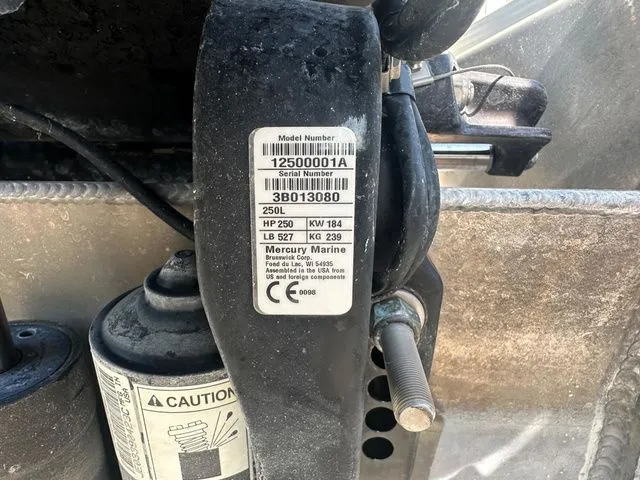 Model Number
12500001A
Serial Number
3B013080
250L
HP 250 KW 184
LB 527 KG 239
Mercury Marine
Brunswick Corp.
Fond du Lac, WI 54935
Assembled in the USA from
US and foreign components
CE 0098
CAUTION